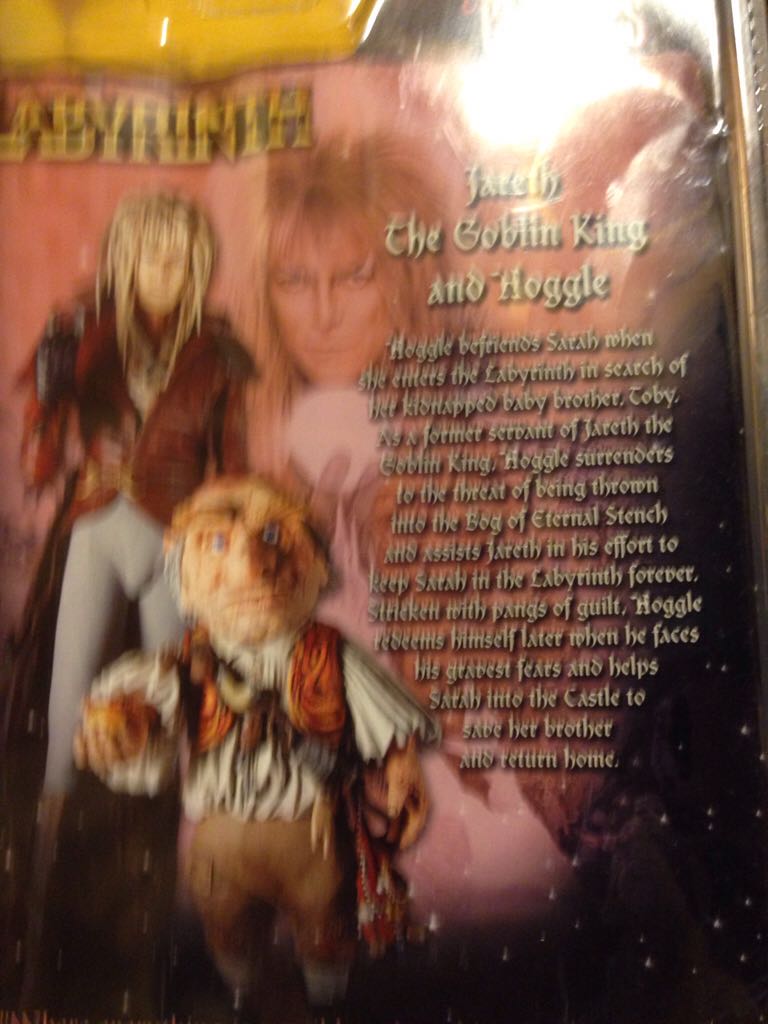 LABYRINTH
Jareth
The Goblin King
and Hoggle
Hoggle befriends Sarah when
she enters the Labyrinth in search of
her kidnapped baby brother, Toby.
As a former servant of Jareth the
Goblin King, Hoggle surrenders
to the threat of being thrown
into the Bog of Eternal Stench
and assists Jareth in his effort to
keep Sarah in the Labyrinth forever.
Stricken with pangs of guilt, Hoggle
redeems himself later when he faces
his gravest fears and helps
Sarah into the Castle to
save her brother
and return home.